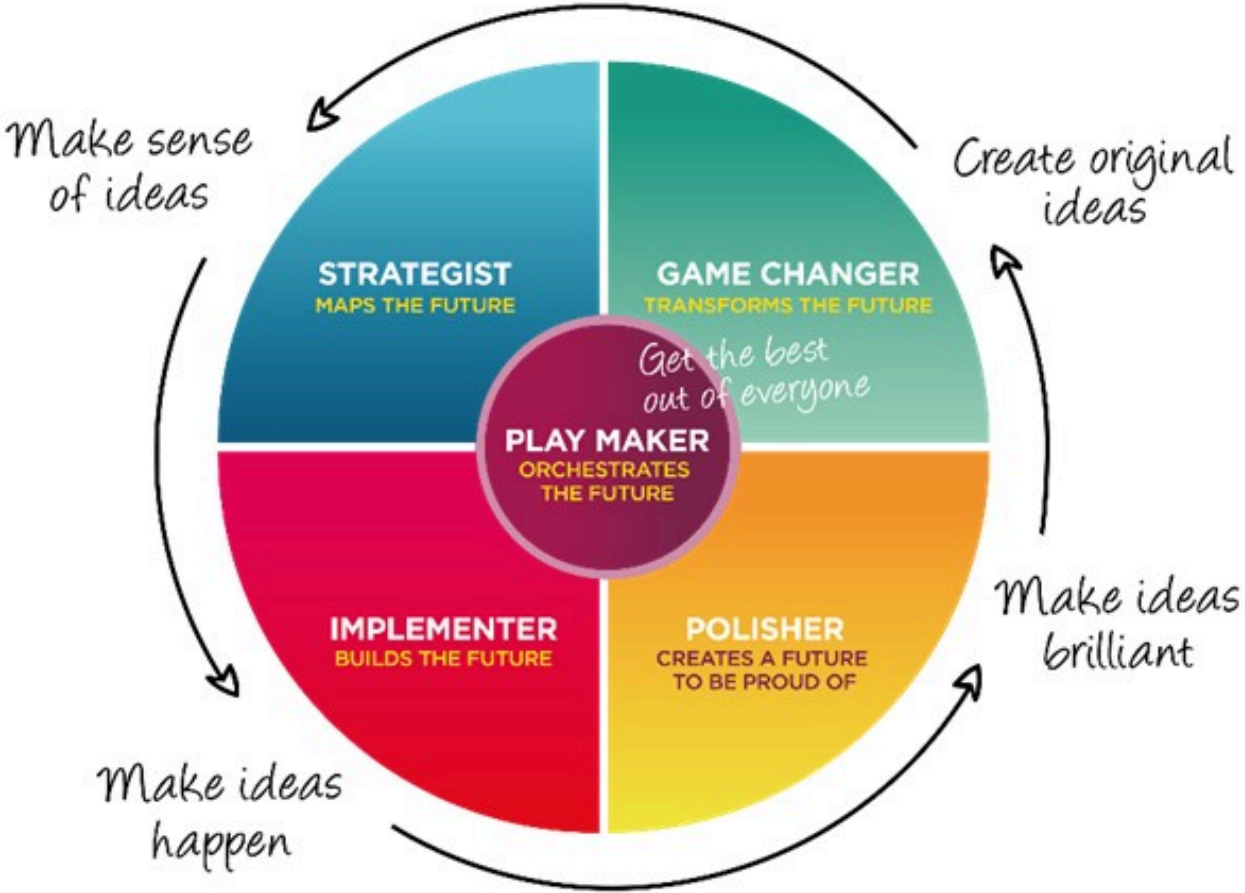 Make sense
of ideas
Create original
ideas
STRATEGIST
MAPS THE FUTURE
GAME CHANGER
TRANSFORMS THE FUTURE
Get the best
out of everyone
PLAY MAKER
ORCHESTRATES
THE FUTURE
IMPLEMENTER
BUILDS THE FUTURE
POLISHER
CREATES A FUTURE
TO BE PROUD OF
Make ideas
brilliant
Make ideas
happen